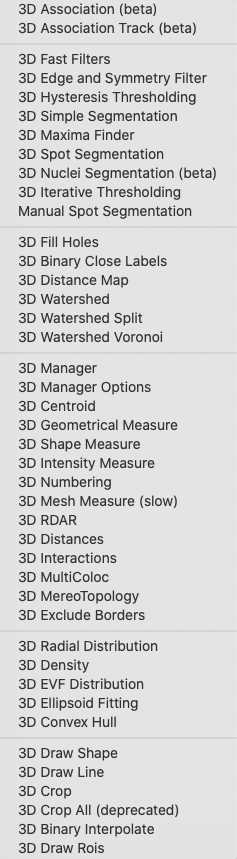 3D Association (beta)
3D Association Track (beta)
3D Fast Filters
3D Edge and Symmetry Filter
3D Hysteresis Thresholding
3D Simple Segmentation
3D Maxima Finder
3D Spot Segmentation
3D Nuclei Segmentation (beta)
3D Iterative Thresholding
Manual Spot Segmentation
3D Fill Holes
3D Binary Close Labels
3D Distance Map
3D Watershed
3D Watershed Split
3D Watershed Voronoi
3D Manager
3D Manager Options
3D Centroid
3D Geometrical Measure
3D Shape Measure
3D Intensity Measure
3D Numbering
3D Mesh Measure (slow)
3D RDAR
3D Distances
3D Interactions
3D MultiColoc
3D MereoTopology
3D Exclude Borders
3D Radial Distribution
3D Density
3D EVF Distribution
3D Ellipsoid Fitting
3D Convex Hull
3D Draw Shape
3D Draw Line
3D Crop
3D Crop All (deprecated)
3D Binary Interpolate
3D Draw Rois